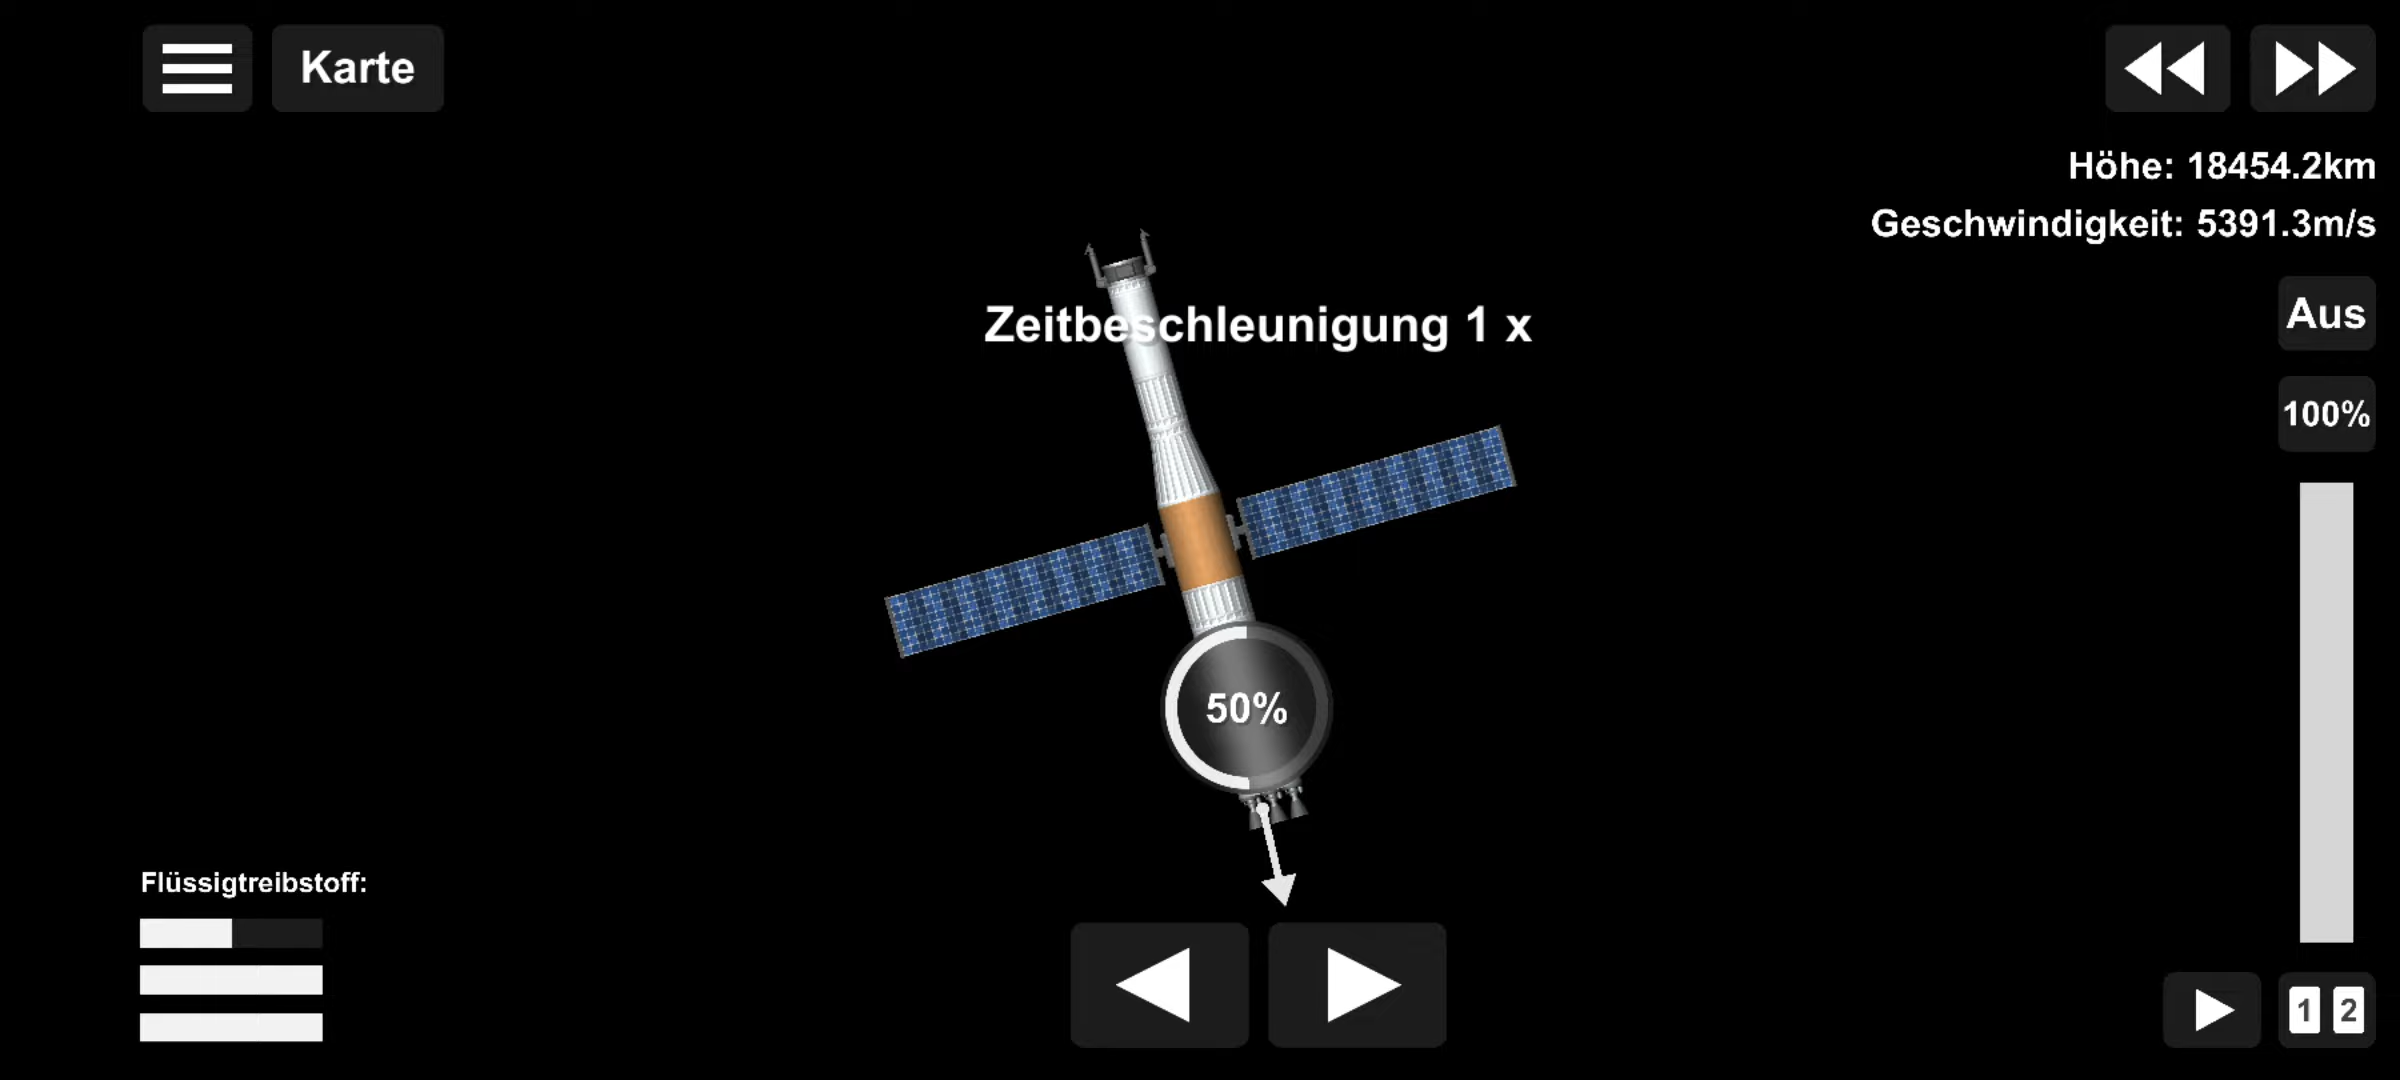 Karte
Höhe: 18454.2km
Geschwindigkeit: 5391.3m/s
Zeitbeschleunigung 1 x
Aus
100%
50%
Flüssigtreibstoff:
1 2